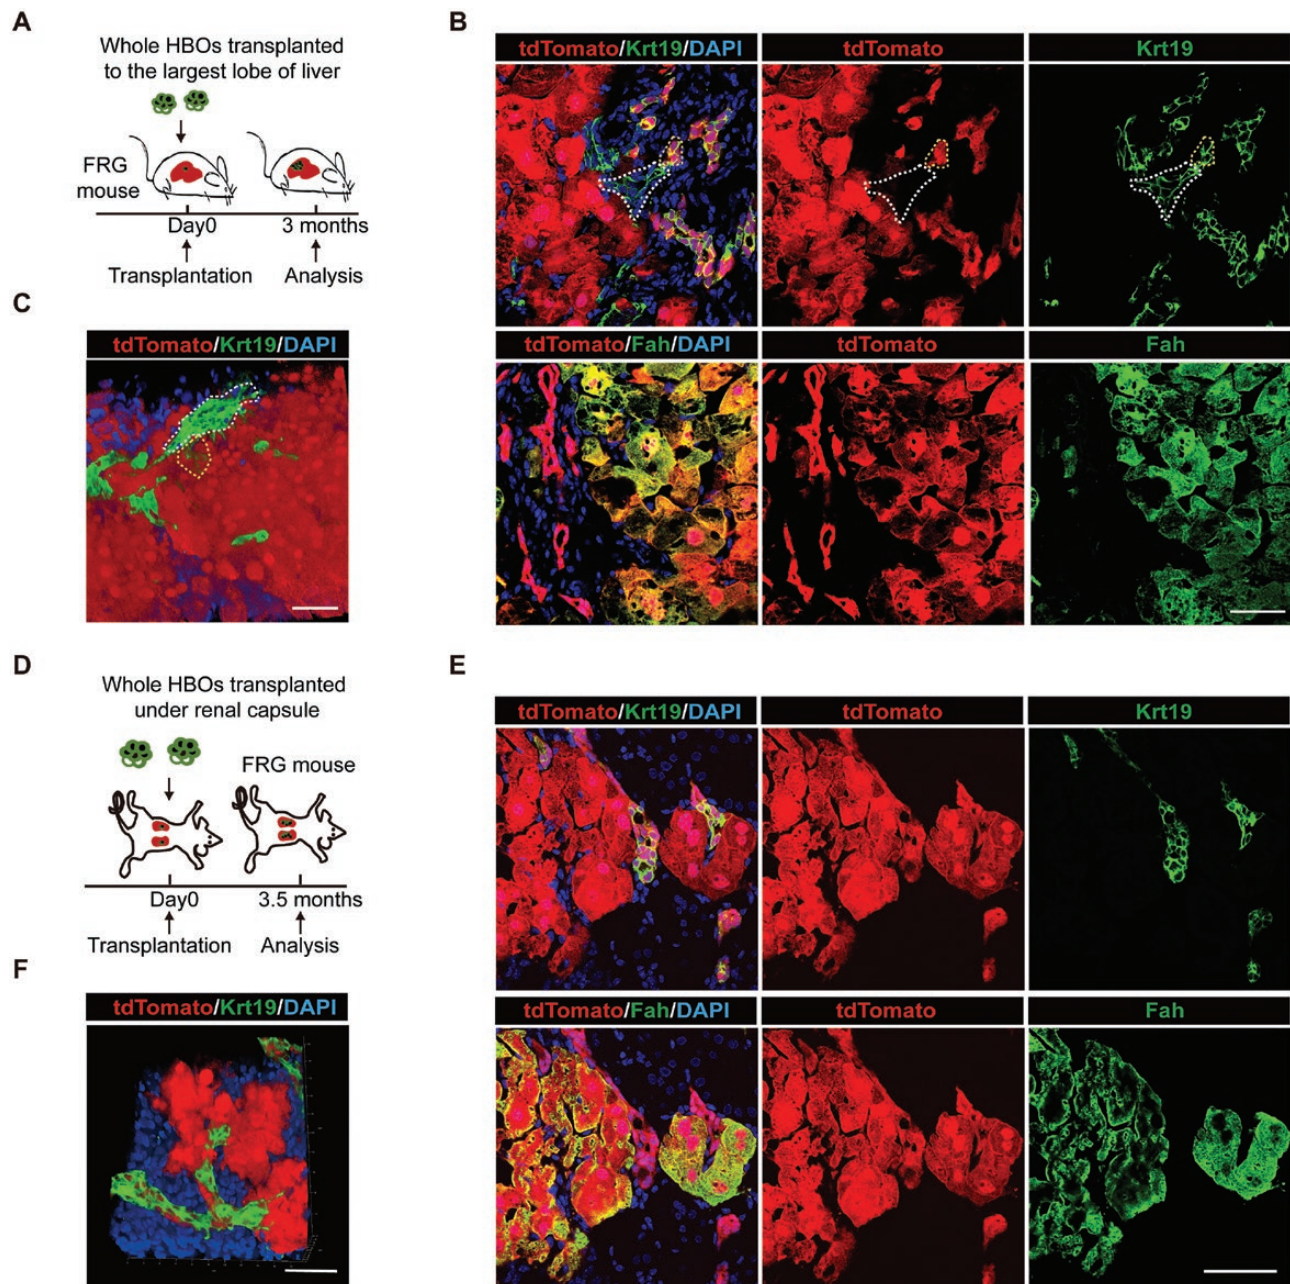 A
Whole HBOs transplanted
to the largest lobe of liver
FRG
mouse
Day0
3 months
Transplantation
Analysis
B
tdTomato/Krt19/DAPI
tdTomato
Krt19
tdTomato/Fah/DAPI
tdTomato
Fah
C
tdTomato/Krt19/DAPI
D
Whole HBOs transplanted
under renal capsule
FRG mouse
Day0
3.5 months
Transplantation
Analysis
E
tdTomato/Krt19/DAPI
tdTomato
Krt19
tdTomato/Fah/DAPI
tdTomato
Fah
F
tdTomato/Krt19/DAPI